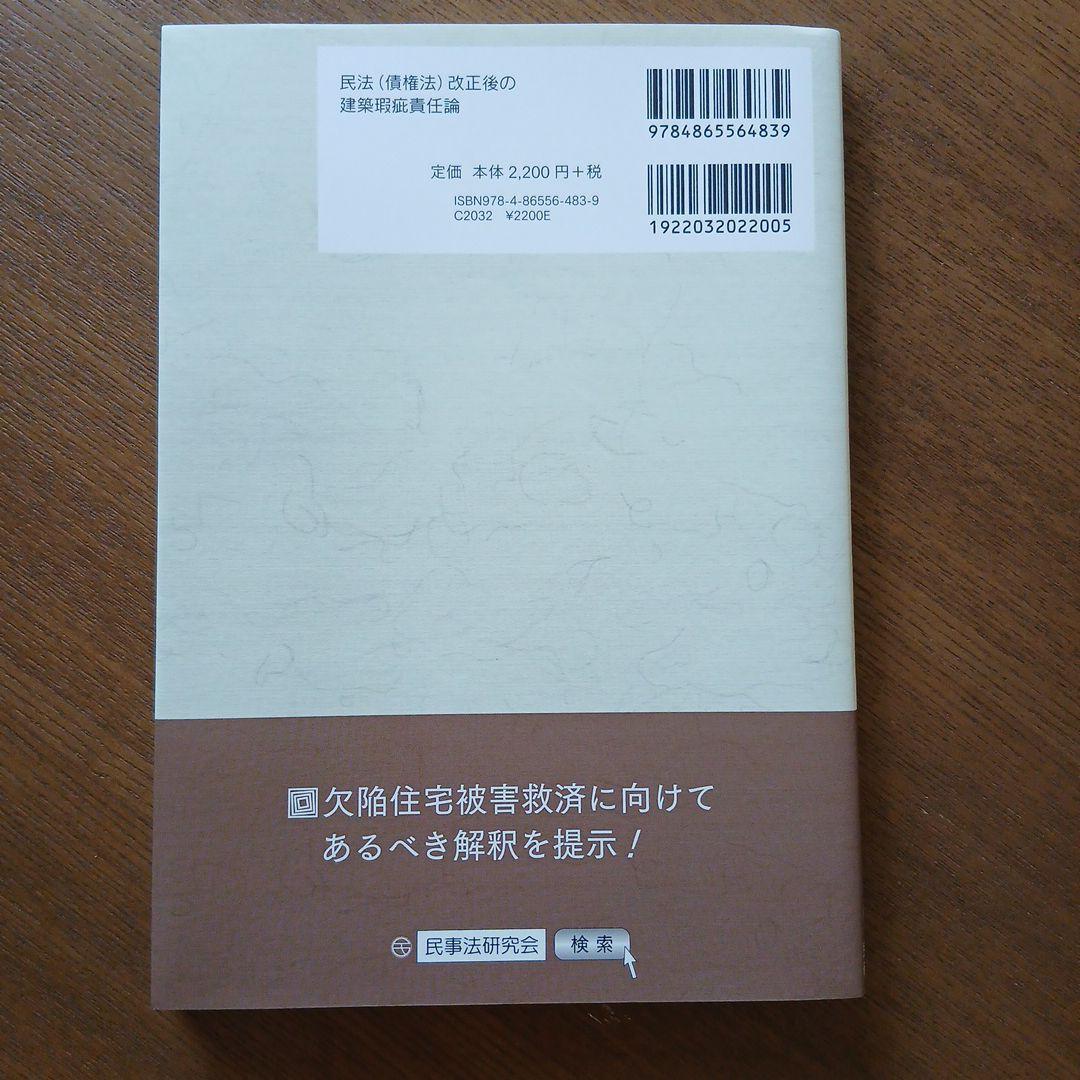 民法（債権法）改正後の
建築瑕疵責任論
9784865564839
定価 本体2,200円＋税
ISBN978-4-86556-483-9
C2032 ¥2200E
1922032022005
欠陥住宅被害救済に向けて
あるべき解釈を提示！
民事法研究会 検索